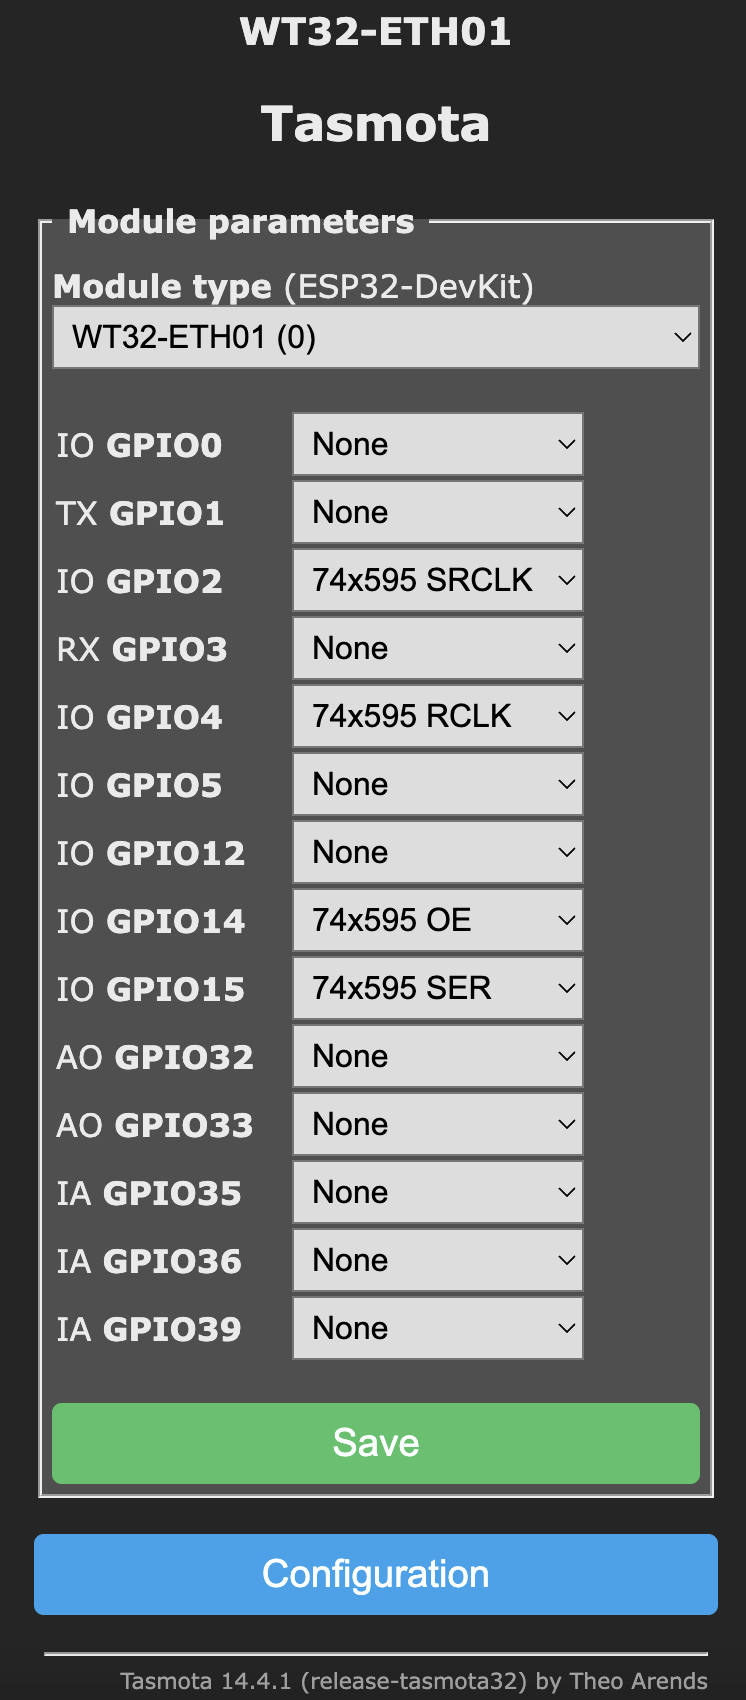 WT32-ETH01
Tasmota
Module parameters
Module type (ESP32-DevKit)
WT32-ETH01 (0)
IO GPIO0 None
TX GPIO1 None
IO GPIO2 74x595 SRCLK
RX GPIO3 None
IO GPIO4 74x595 RCLK
IO GPIO5 None
IO GPIO12 None
IO GPIO14 74x595 OE
IO GPIO15 74x595 SER
AO GPIO32 None
AO GPIO33 None
IA GPIO35 None
IA GPIO36 None
IA GPIO39 None
Save
Configuration
Tasmota 14.4.1 (release-tasmota32) by Theo Arends